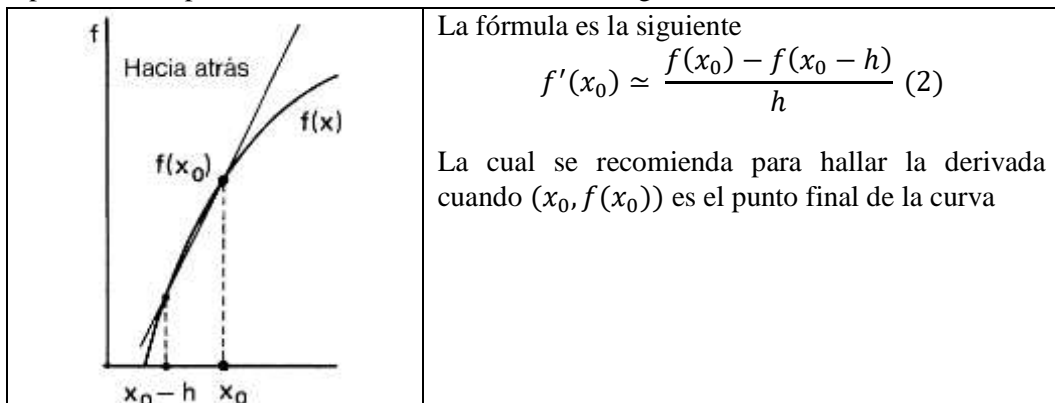 f
Hacia atrás
f(x)
f(x₀)
x₀ – h x₀
La fórmula es la siguiente
f′(x₀) ≃ f(x₀) − f(x₀ − h) / h (2)
La cual se recomienda para hallar la derivada
cuando (x₀, f(x₀)) es el punto final de la curva